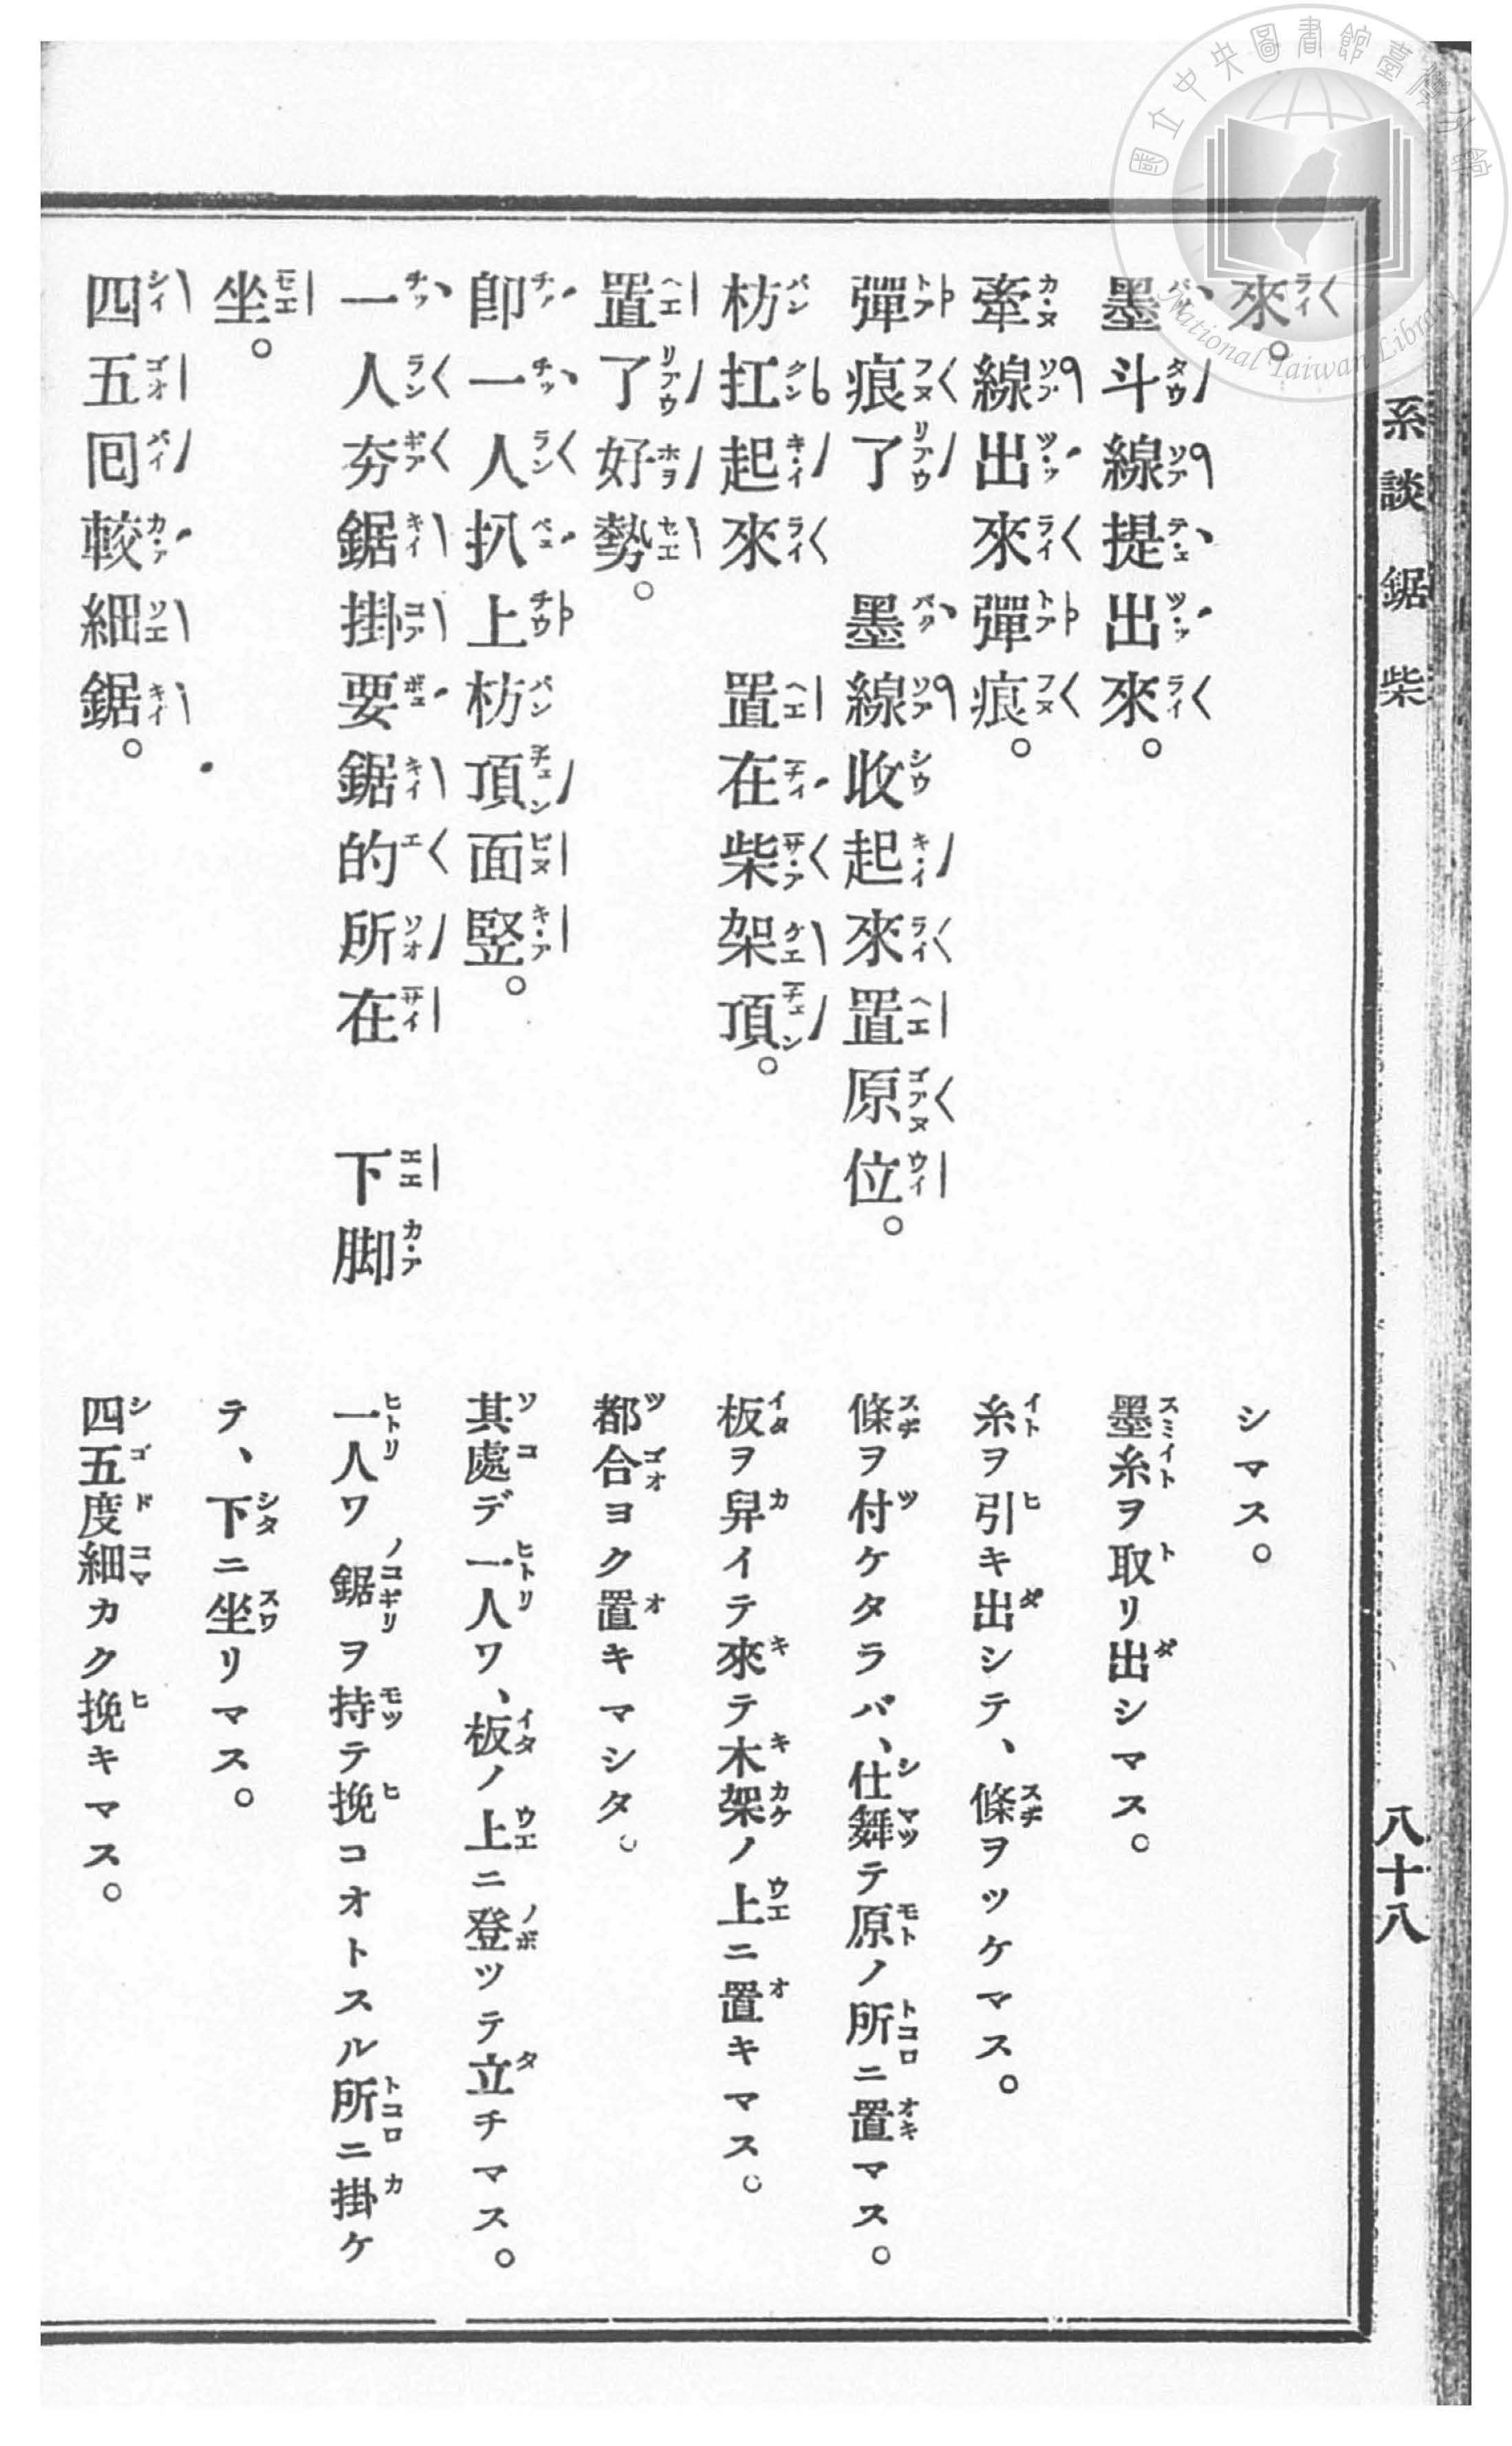 系談 鋸柴 八十八
來。
墨斗線提出來。
牽線出來彈痕。
彈痕了 墨線收起來置原位。
枋扛起來 置在柴架頂。
置了好勢。
卽一人扒上枋頂面竪。
一人夯鋸掛要鋸的所在 下脚
坐。
四五囘較細鋸。
シマス。
墨糸ヲ取リ出シマス。
糸ヲ引キ出シテ、條ヲツケマス。
條ヲ付ケタラバ、仕舞テ原ノ所ニ置マス。
板ヲ舁イテ來テ木架ノ上ニ置キマス。
都合ヨク置キマシタ。
其處デ一人ワ、板ノ上ニ登ツテ立チマス。
一人ワ鋸ヲ持テ挽コオトスル所ニ掛ケ
テ、下ニ坐リマス。
四五度細カク挽キマス。
國立中央圖書館臺灣分館
National Taiwan Library